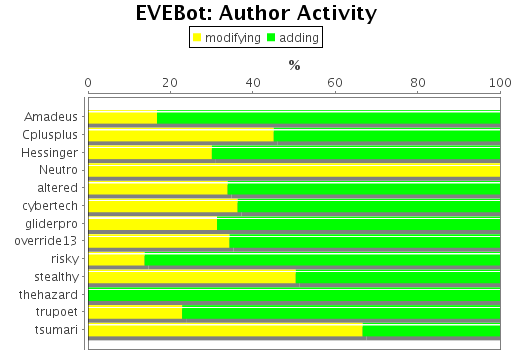 EVEBot: Author Activity
modifying adding
%
0 20 40 60 80 100
Amadeus
Cplusplus
Hessinger
Neutro
altered
cybertech
gliderpro
override13
risky
stealthy
thehazard
trupoet
tsumari